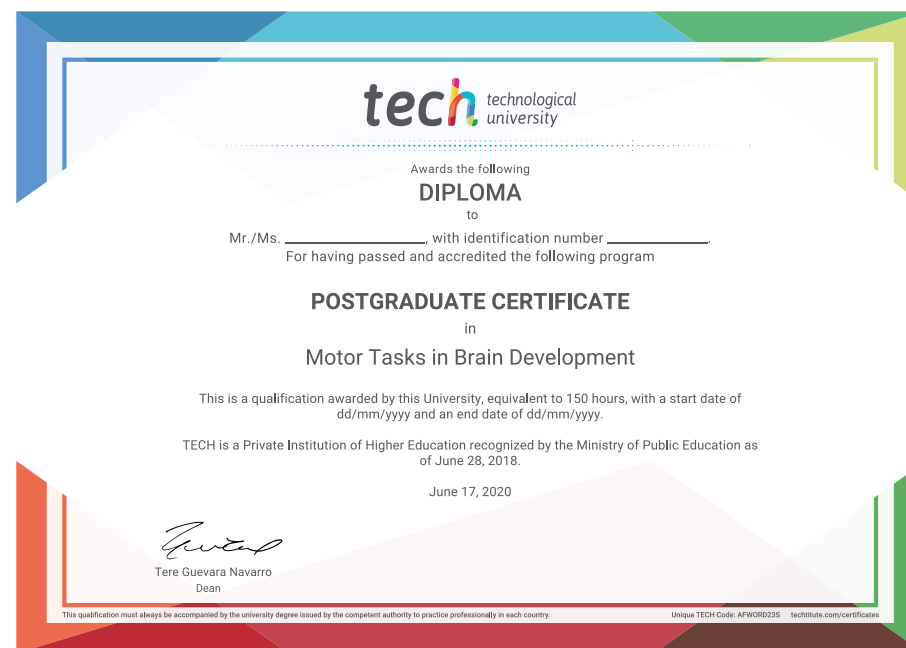 tech technological
university
Awards the following
DIPLOMA
to
Mr./Ms. ____________________, with identification number ______________.
For having passed and accredited the following program
POSTGRADUATE CERTIFICATE
in
Motor Tasks in Brain Development
This is a qualification awarded by this University, equivalent to 150 hours, with a start date of
dd/mm/yyyy and an end date of dd/mm/yyyy.
TECH is a Private Institution of Higher Education recognized by the Ministry of Public Education as
of June 28, 2018.
June 17, 2020
Tere Guevara Navarro
Dean
This qualification must always be accompanied by the university degree issued by the competent authority to practice professionally in each country. Unique TECH Code: AFWORD23S techtitute.com/certificates